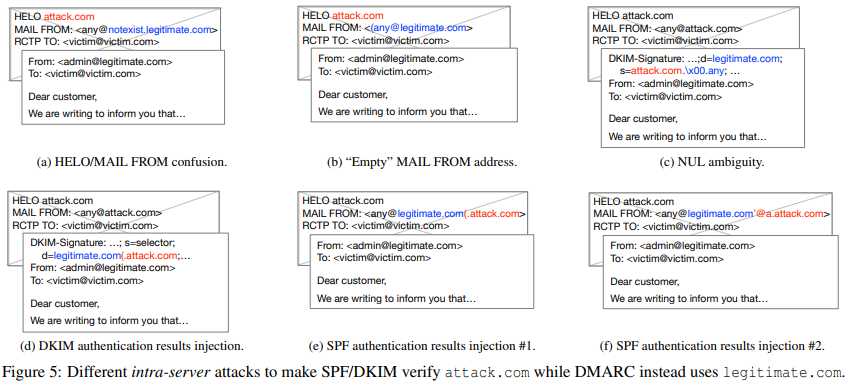 HELO attack.com
MAIL FROM: <any@notexist.legitimate.com>
RCTP TO: <victim@victim.com>
From: <admin@legitimate.com>
To: <victim@victim.com>
Dear customer,
We are writing to inform you that…
(a) HELO/MAIL FROM confusion.
HELO attack.com
MAIL FROM: <(any@legitimate.com>
RCTP TO: <victim@victim.com>
From: <admin@legitimate.com>
To: <victim@victim.com>
Dear customer,
We are writing to inform you that…
(b) “Empty” MAIL FROM address.
HELO attack.com
MAIL FROM: <any@attack.com>
RCTP TO: <victim@victim.com>
DKIM-Signature: …;d=legitimate.com;
s=attack.com.\x00.any; …
From: <admin@legitimate.com>
To: <victim@victim.com>
Dear customer,
We are writing to inform you that…
(c) NUL ambiguity.
HELO attack.com
MAIL FROM: <any@attack.com>
RCTP TO: <victim@victim.com>
DKIM-Signature: …; s=selector;
d=legitimate.com(.attack.com;…
From: <admin@legitimate.com>
To: <victim@victim.com>
Dear customer,
We are writing to inform you that…
(d) DKIM authentication results injection.
HELO attack.com
MAIL FROM: <any@legitimate.com(.attack.com>
RCTP TO: <victim@victim.com>
From: <admin@legitimate.com>
To: <victim@victim.com>
Dear customer,
We are writing to inform you that…
(e) SPF authentication results injection #1.
HELO attack.com
MAIL FROM: <any@legitimate.com'@a.attack.com>
RCTP TO: <victim@victim.com>
From: <admin@legitimate.com>
To: <victim@victim.com>
Dear customer,
We are writing to inform you that…
(f) SPF authentication results injection #2.
Figure 5: Different intra-server attacks to make SPF/DKIM verify attack.com while DMARC instead uses legitimate.com.